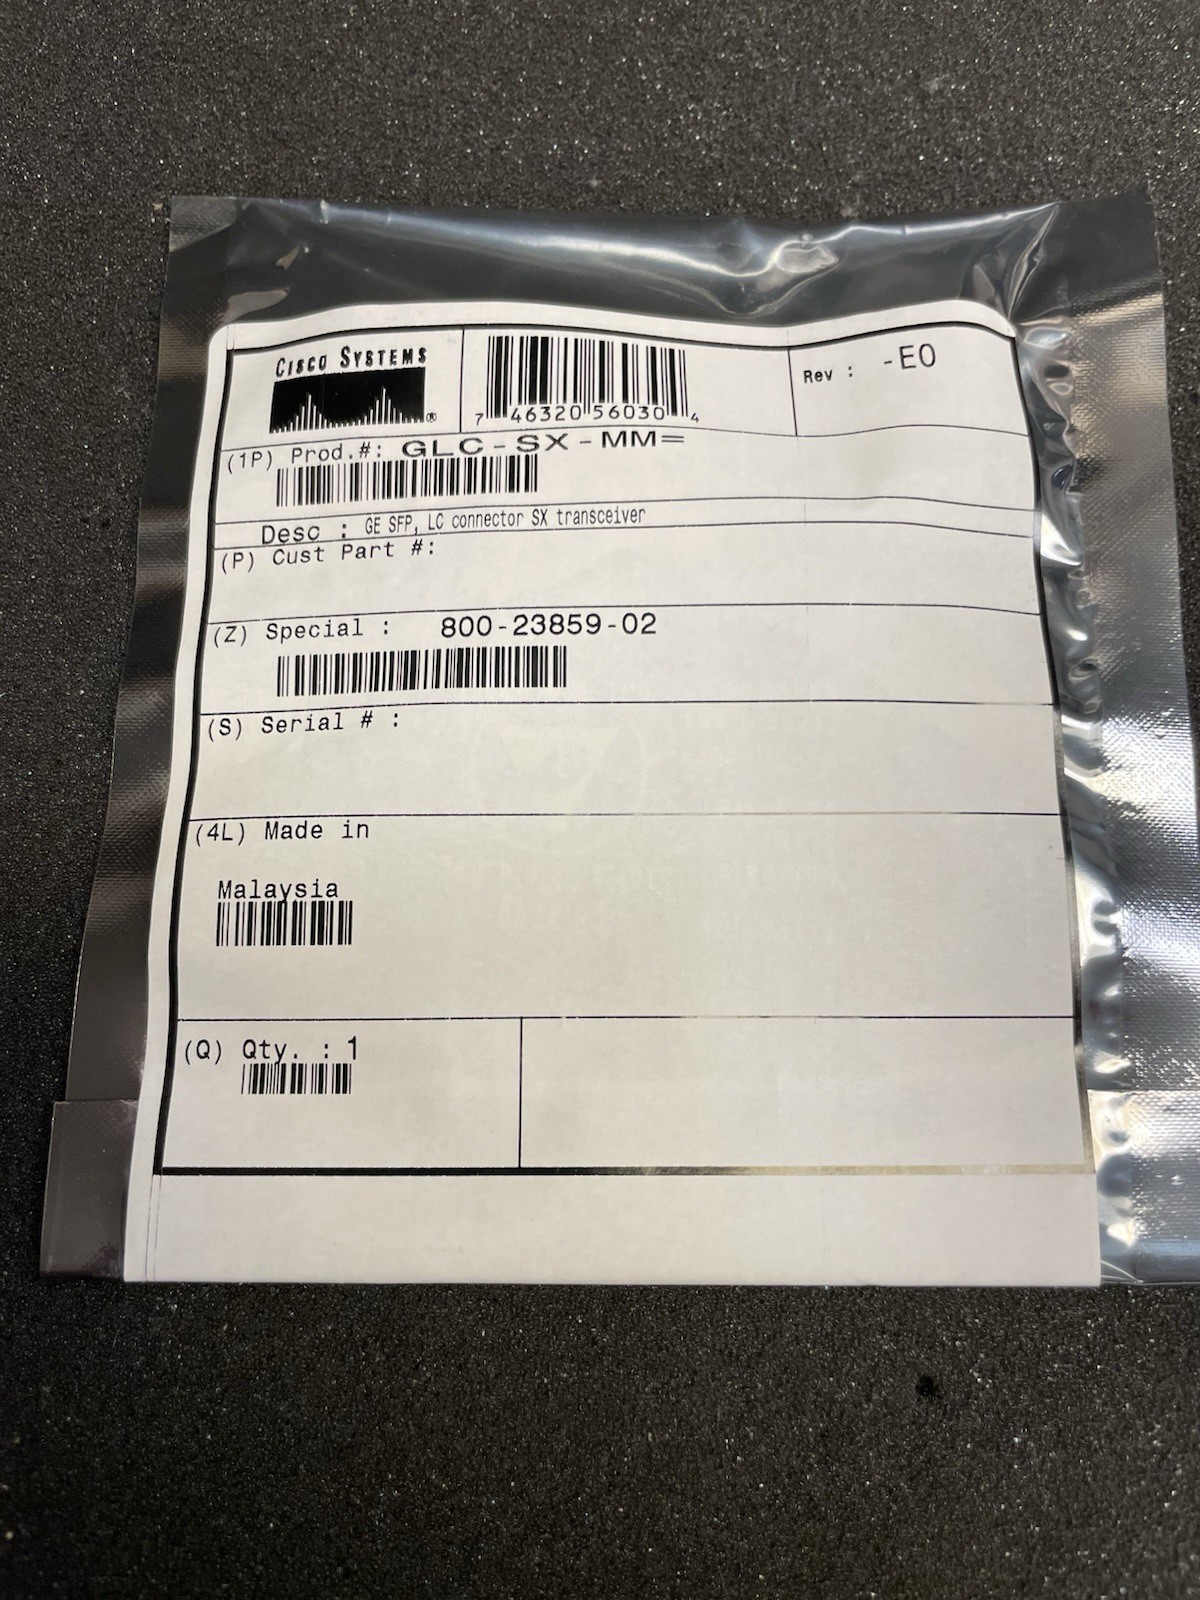 CISCO SYSTEMS
®
7 46320 56030 4
Rev : -E0
(1P) Prod.#: GLC-SX-MM=
Desc : GE SFP, LC connector SX transceiver
(P) Cust Part #:
(Z) Special : 800-23859-02
(S) Serial # :
(4L) Made in
Malaysia
(Q) Qty. : 1